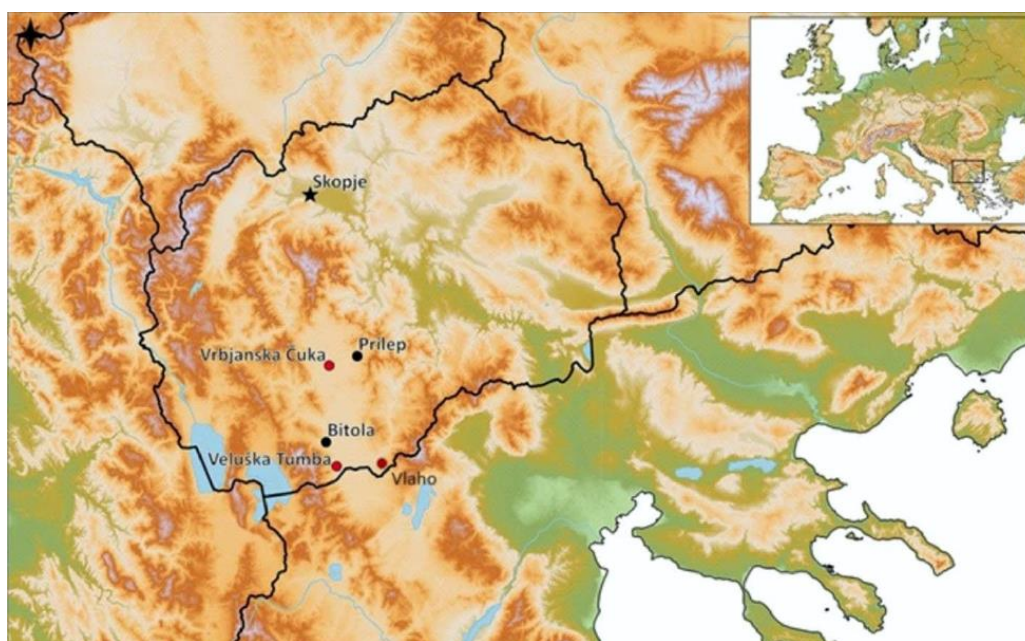 Skopje
Prilep
Vrbjanska Čuka
Bitola
Veluška Tumba
Vlaho